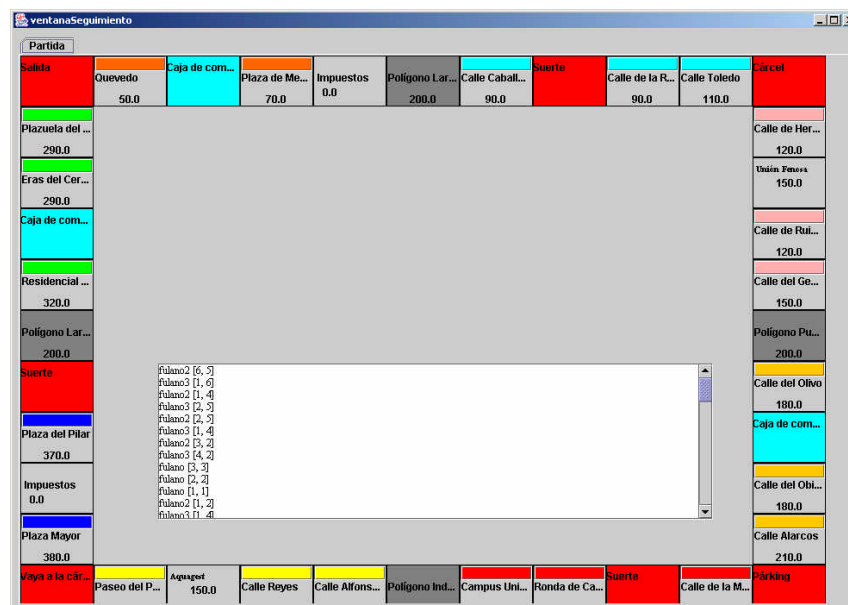 ventanaSeguimiento
Partida
Salida
Quevedo
50.0
Caja de com...
Plaza de Me...
70.0
Impuestos
0.0
Polígono Lar...
200.0
Calle Caball...
90.0
Suerte
Calle de la R...
90.0
Calle Toledo
110.0
Cárcel
Plazuela del ...
290.0
Calle de Her...
120.0
Eras del Cer...
290.0
Unión Fenosa
150.0
Caja de com...
Calle de Rui...
120.0
Residencial ...
320.0
Calle del Ge...
150.0
Polígono Lar...
200.0
Polígono Pu...
200.0
Suerte
Calle del Olivo
180.0
Plaza del Pilar
370.0
Caja de com...
Impuestos
0.0
Calle del Obi...
180.0
Plaza Mayor
380.0
Calle Alarcos
210.0
fulano2 [6, 5]
fulano3 [1, 6]
fulano2 [1, 4]
fulano3 [2, 5]
fulano2 [2, 5]
fulano3 [1, 4]
fulano2 [3, 2]
fulano3 [4, 2]
fulano [3, 3]
fulano [2, 2]
fulano [1, 1]
fulano2 [1, 2]
fulano3 [1, 4]
Vaya a la cár...
Paseo del P...
Aquagest
150.0
Calle Reyes
Calle Alfons...
Polígono Ind...
Campus Uni...
Ronda de Ca...
Suerte
Calle de la M...
Párking